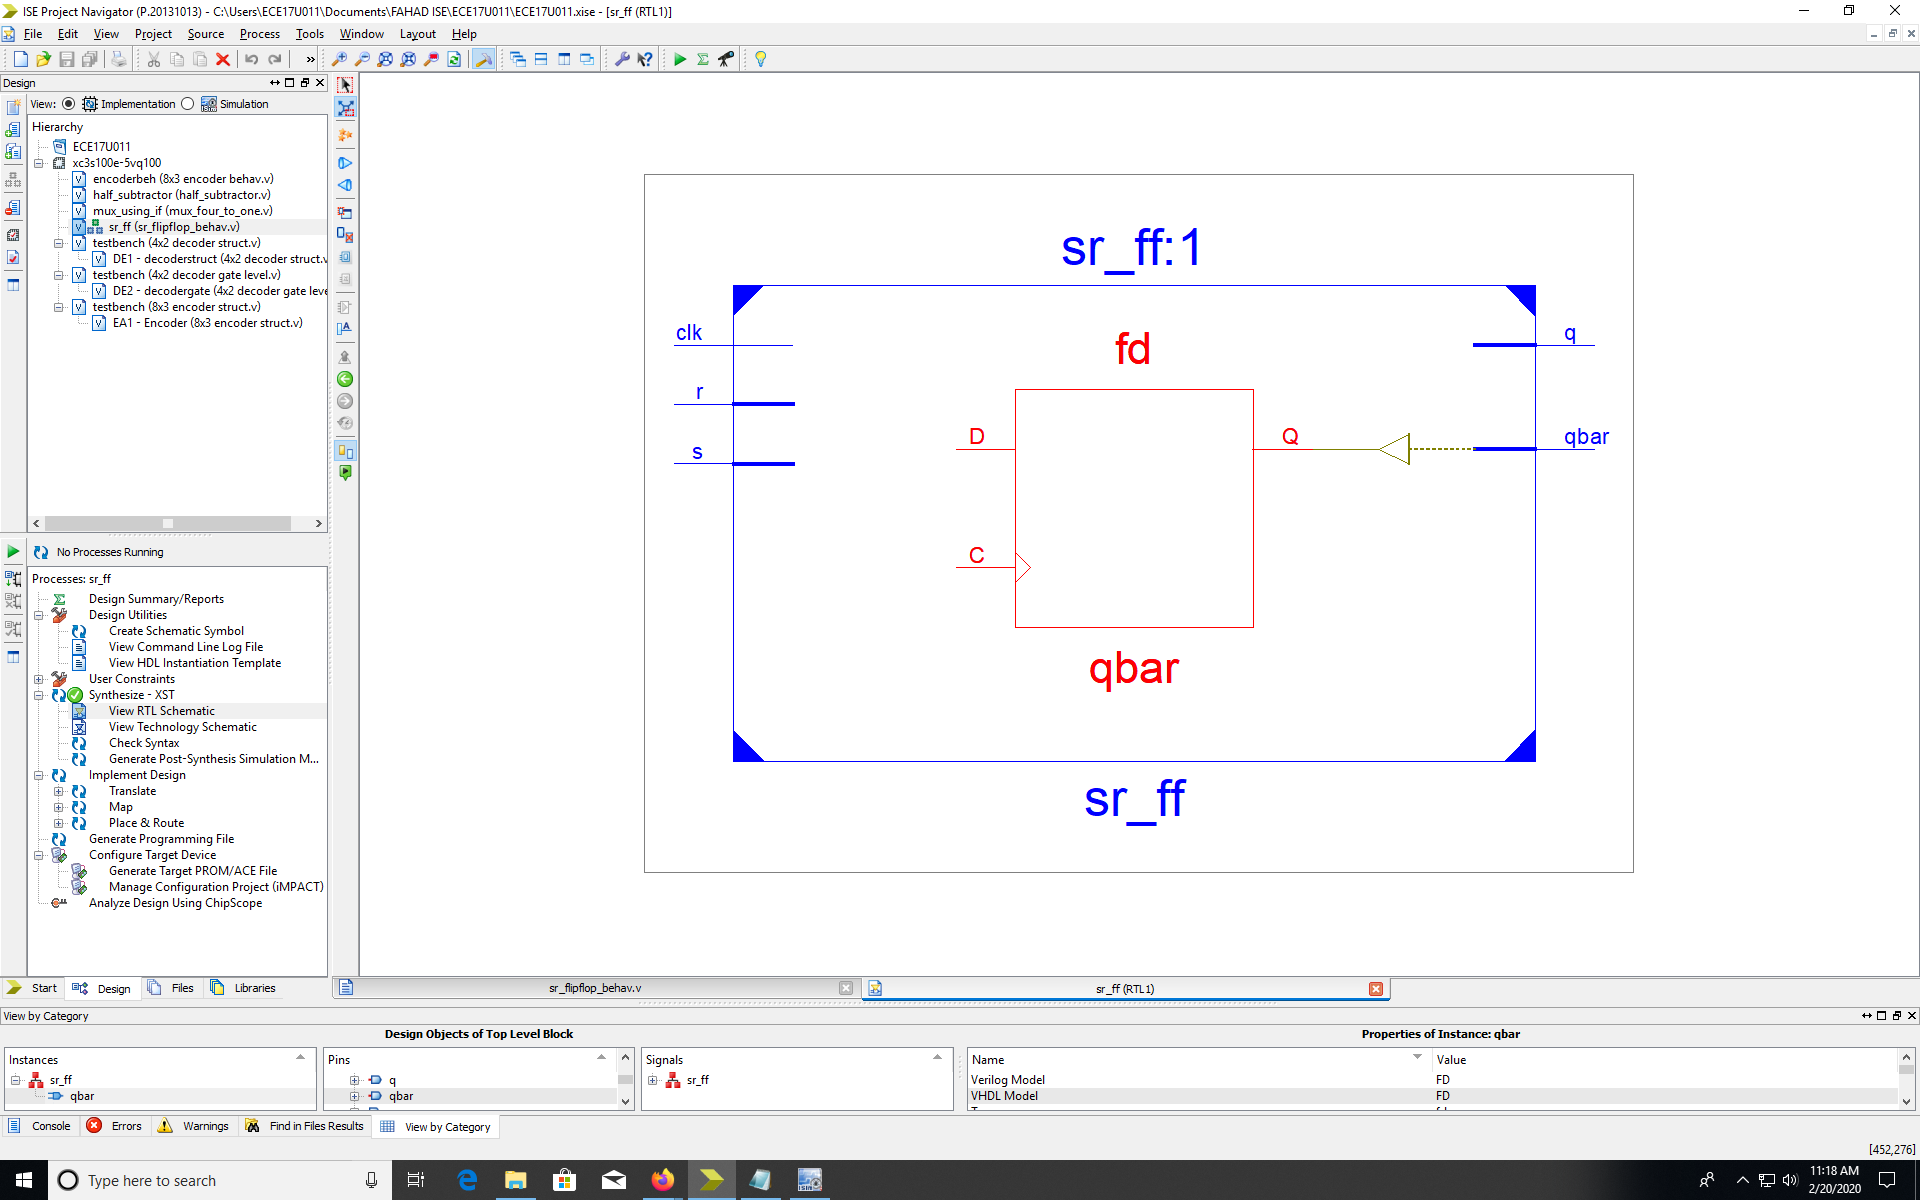 ISE Project Navigator (P.20131013) - C:\Users\ECE17U011\Documents\FAHAD ISE\ECE17U011\ECE17U011.xise - [sr_ff (RTL1)]
File Edit View Project Source Process Tools Window Layout Help
Design
View: Implementation Simulation
Hierarchy
ECE17U011
xc3s100e-5vq100
encoderbeh (8x3 encoder behav.v)
half_subtractor (half_subtractor.v)
mux_using_if (mux_four_to_one.v)
sr_ff (sr_flipflop_behav.v)
testbench (4x2 decoder struct.v)
DE1 - decoderstruct (4x2 decoder struct.v
testbench (4x2 decoder gate level.v)
DE2 - decodergate (4x2 decoder gate leve
testbench (8x3 encoder struct.v)
EA1 - Encoder (8x3 encoder struct.v)
No Processes Running
Processes: sr_ff
Design Summary/Reports
Design Utilities
Create Schematic Symbol
View Command Line Log File
View HDL Instantiation Template
User Constraints
Synthesize - XST
View RTL Schematic
View Technology Schematic
Check Syntax
Generate Post-Synthesis Simulation M...
Implement Design
Translate
Map
Place & Route
Generate Programming File
Configure Target Device
Generate Target PROM/ACE File
Manage Configuration Project (iMPACT)
Analyze Design Using ChipScope
Start Design Files Libraries
sr_ff:1
clk
r
s
fd
D
C
Q
q
qbar
qbar
sr_ff
sr_flipflop_behav.v
sr_ff (RTL1)
View by Category
Design Objects of Top Level Block
Properties of Instance: qbar
Instances
sr_ff
qbar
Pins
q
qbar
Signals
sr_ff
Name Value
Verilog Model FD
VHDL Model FD
Console Errors Warnings Find in Files Results View by Category
[452,276]
Type here to search
11:18 AM
2/20/2020